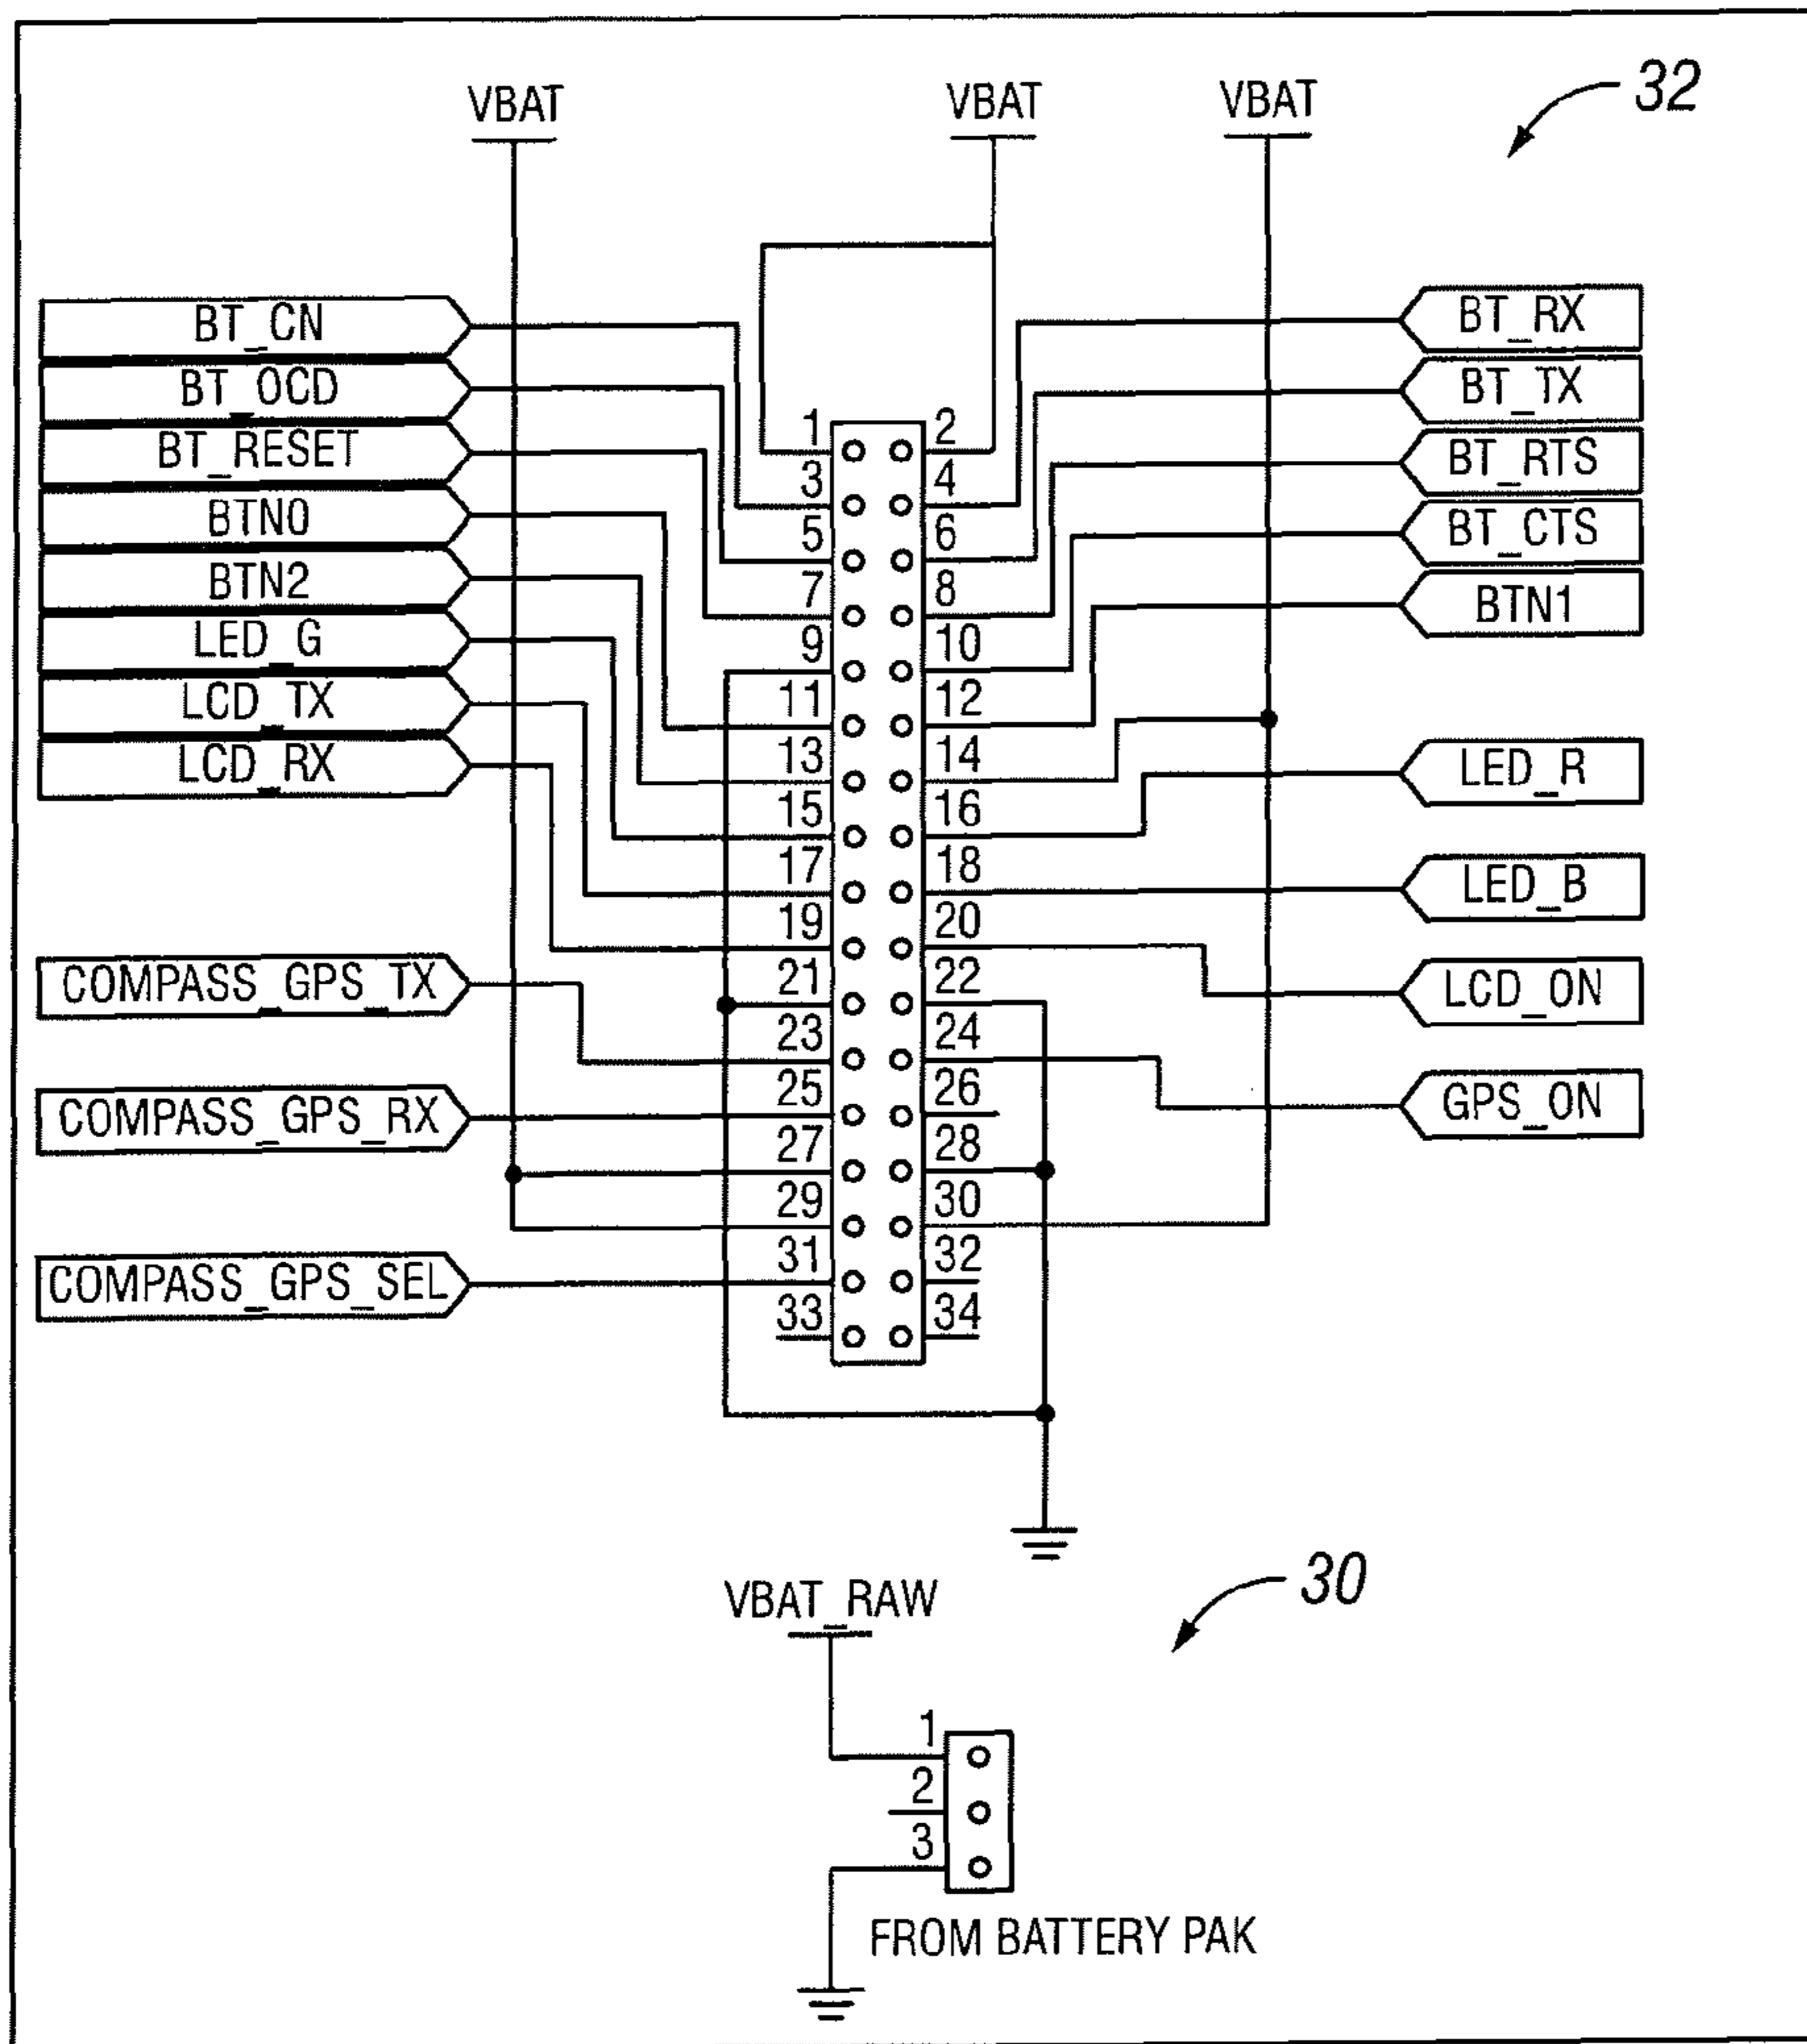 32
VBAT
VBAT
VBAT
BT_CN
BT_OCD
BT_RESET
BTN0
BTN2
LED_G
LCD_TX
LCD_RX
COMPASS_GPS_TX
COMPASS_GPS_RX
COMPASS_GPS_SEL
1 2
3 4
5 6
7 8
9 10
11 12
13 14
15 16
17 18
19 20
21 22
23 24
25 26
27 28
29 30
31 32
33 34
BT_RX
BT_TX
BT_RTS
BT_CTS
BTN1
LED_R
LED_B
LCD_ON
GPS_ON
30
VBAT_RAW
1
2
3
FROM BATTERY PAK